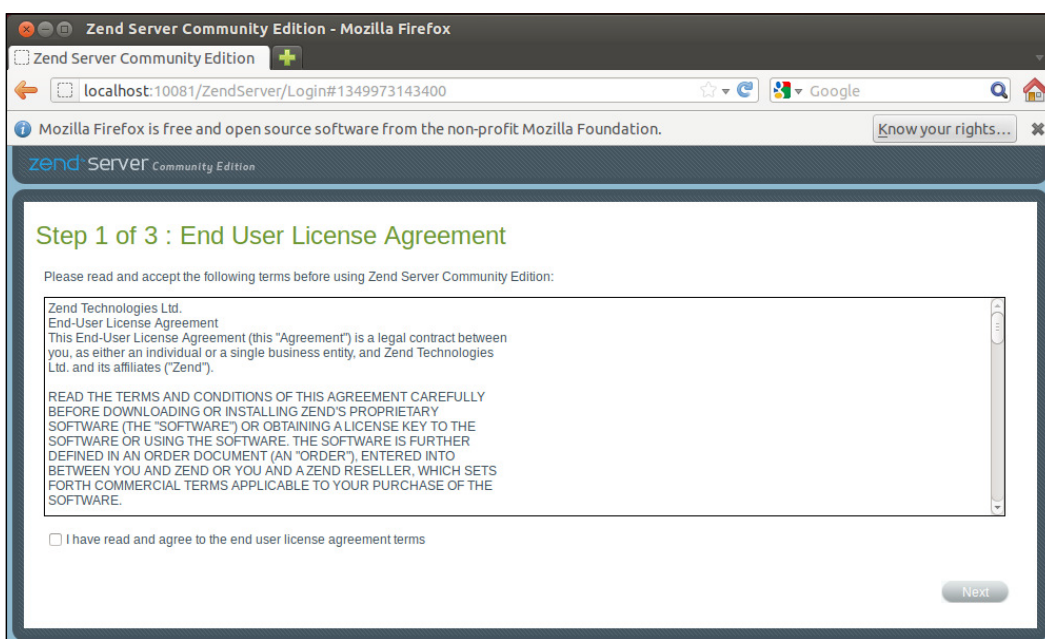 Zend Server Community Edition - Mozilla Firefox
Zend Server Community Edition
localhost:10081/ZendServer/Login#1349973143400
Google
Mozilla Firefox is free and open source software from the non-profit Mozilla Foundation.
Know your rights...
zend server Community Edition
Step 1 of 3 : End User License Agreement
Please read and accept the following terms before using Zend Server Community Edition:
Zend Technologies Ltd.
End-User License Agreement
This End-User License Agreement (this "Agreement") is a legal contract between
you, as either an individual or a single business entity, and Zend Technologies
Ltd. and its affiliates ("Zend").
READ THE TERMS AND CONDITIONS OF THIS AGREEMENT CAREFULLY
BEFORE DOWNLOADING OR INSTALLING ZEND'S PROPRIETARY
SOFTWARE (THE "SOFTWARE") OR OBTAINING A LICENSE KEY TO THE
SOFTWARE OR USING THE SOFTWARE. THE SOFTWARE IS FURTHER
DEFINED IN AN ORDER DOCUMENT (AN "ORDER"), ENTERED INTO
BETWEEN YOU AND ZEND OR YOU AND A ZEND RESELLER, WHICH SETS
FORTH COMMERCIAL TERMS APPLICABLE TO YOUR PURCHASE OF THE
SOFTWARE.
I have read and agree to the end user license agreement terms
Next